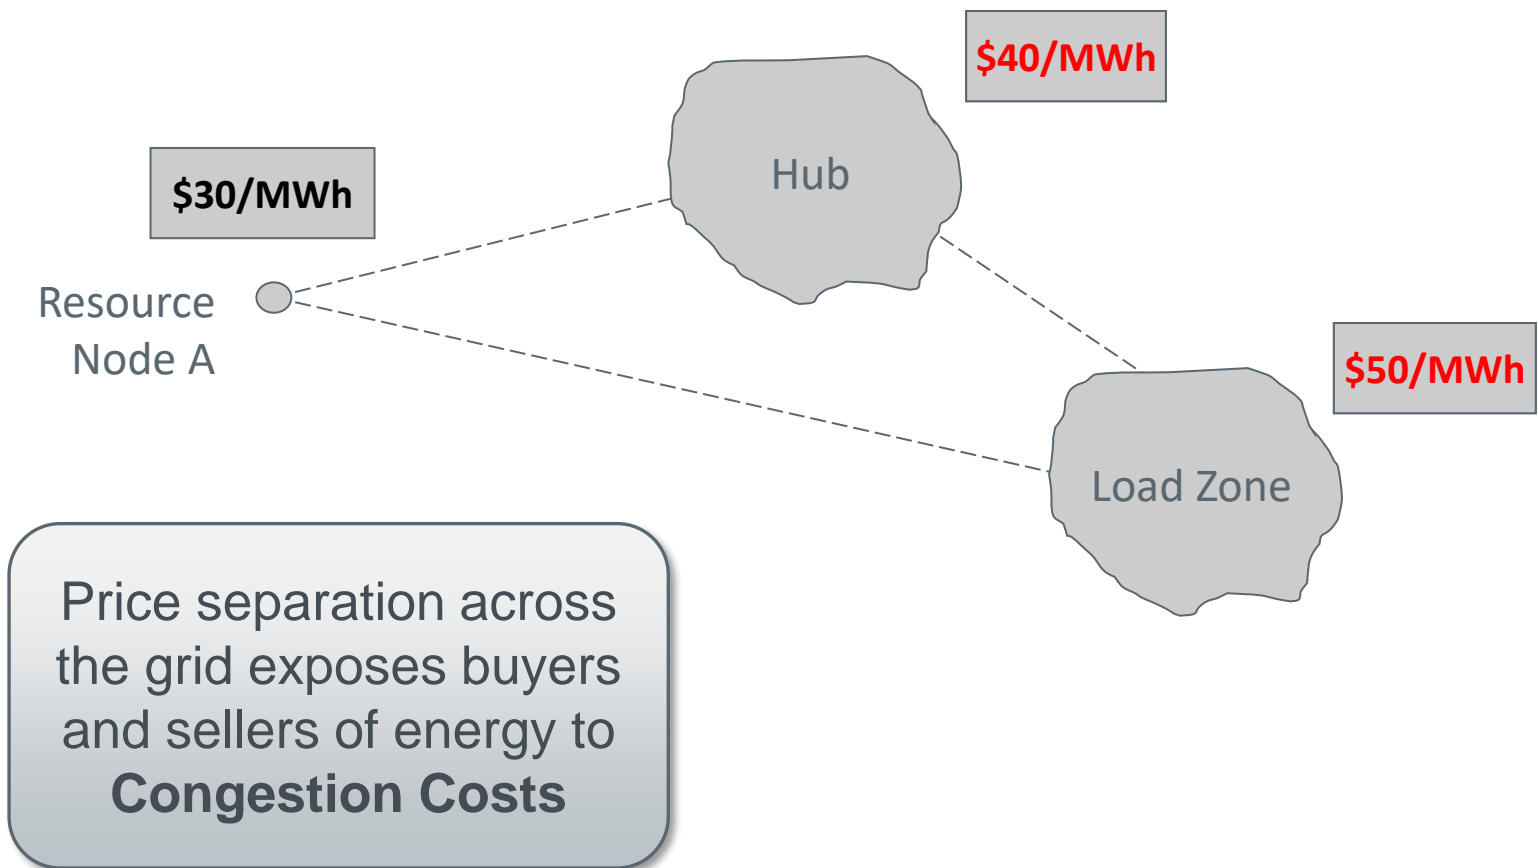 $40/MWh
Hub
$30/MWh
Resource
Node A
$50/MWh
Load Zone
Price separation across
the grid exposes buyers
and sellers of energy to
Congestion Costs